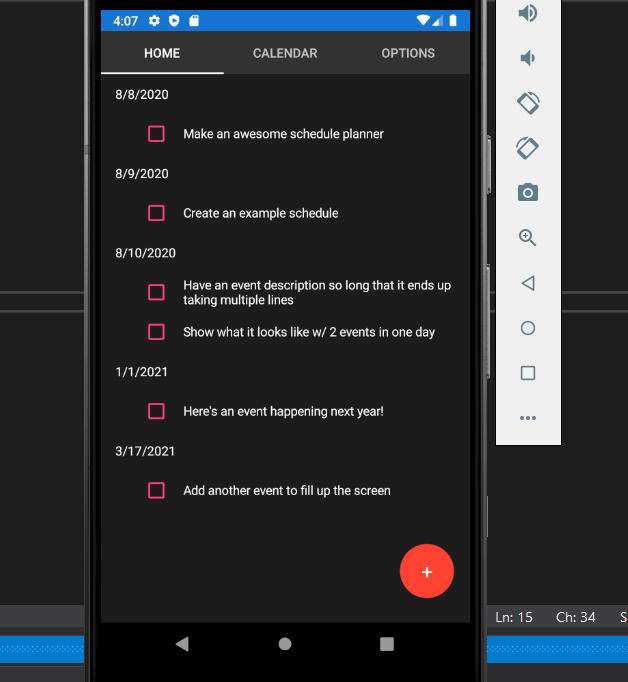 4:07
HOME CALENDAR OPTIONS
8/8/2020
Make an awesome schedule planner
8/9/2020
Create an example schedule
8/10/2020
Have an event description so long that it ends up
taking multiple lines
Show what it looks like w/ 2 events in one day
1/1/2021
Here's an event happening next year!
3/17/2021
Add another event to fill up the screen
+
Ln: 15 Ch: 34 S